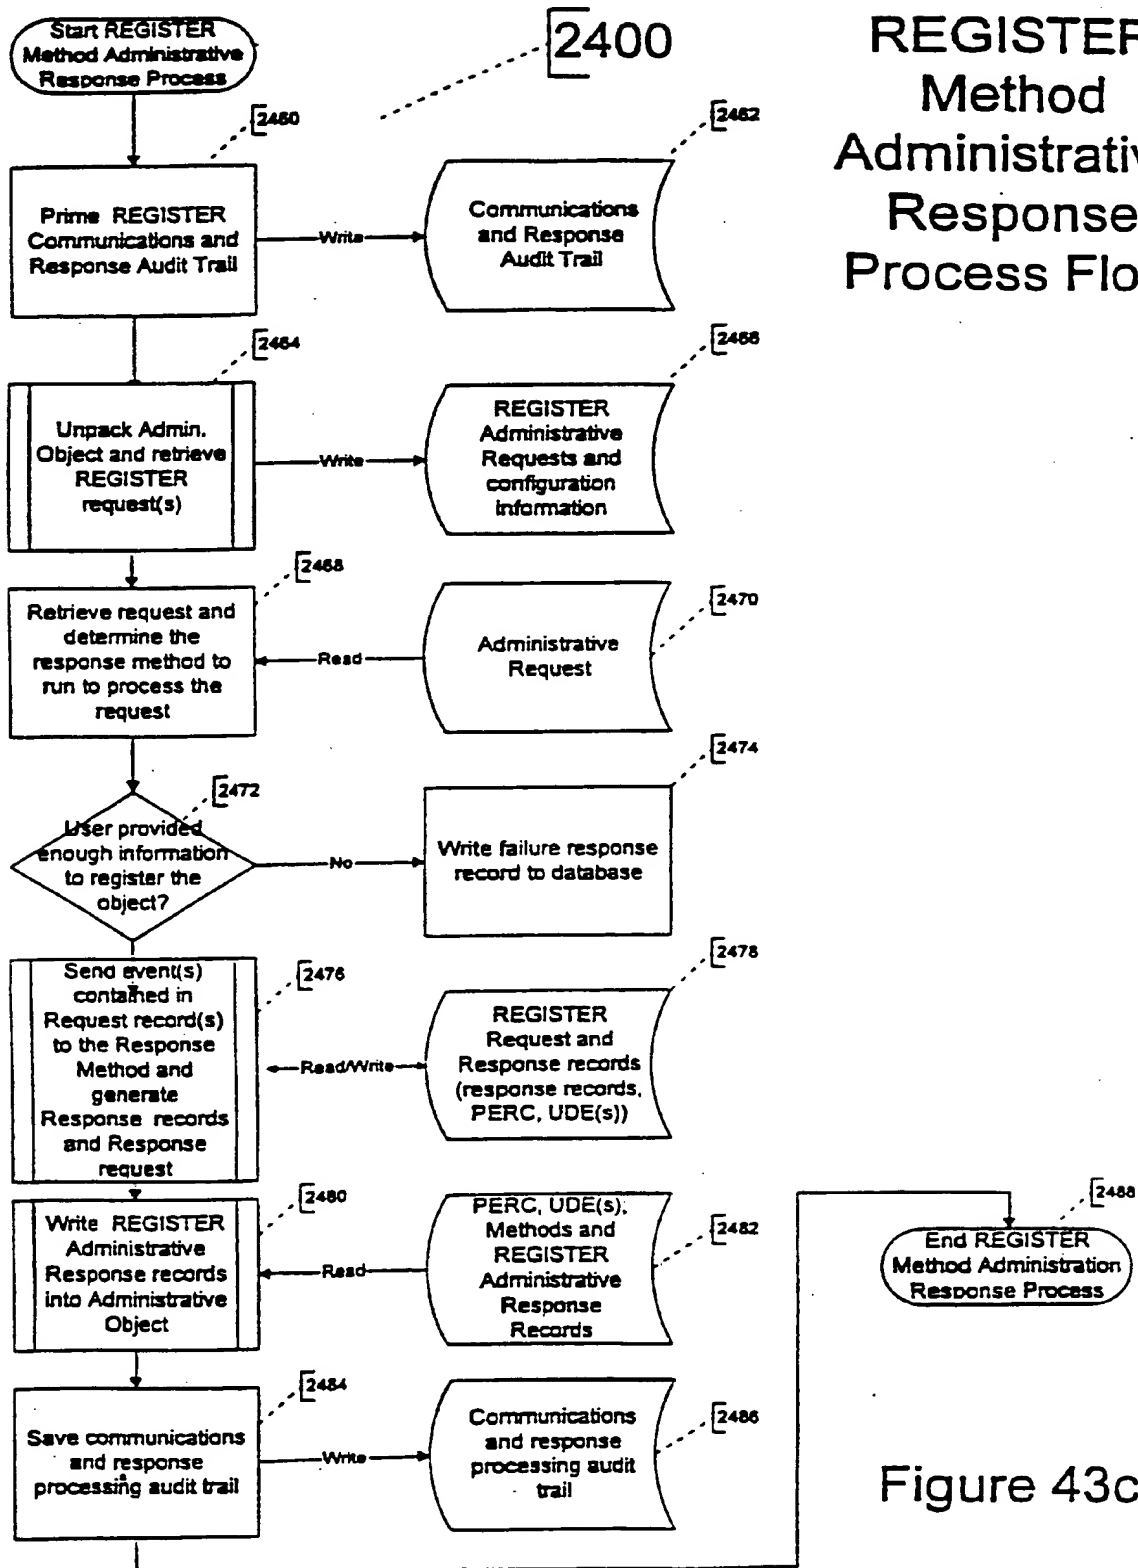 Start REGISTER
Method Administrative
Response Process
2400
REGISTER
Method
Administrativ
Response
Process Flo
2460
Prime REGISTER
Communications and
Response Audit Trail
Write
2462
Communications
and Response
Audit Trail
2464
Unpack Admin.
Object and retrieve
REGISTER
request(s)
Write
2466
REGISTER
Administrative
Requests and
configuration
information
2468
Retrieve request and
determine the
response method to
run to process the
request
Read
2470
Administrative
Request
2472
User provided
enough information
to register the
object?
No
2474
Write failure response
record to database
2476
Send event(s)
contained in
Request record(s)
to the Response
Method and
generate
Response records
and Response
request
Read/Write
2478
REGISTER
Request and
Response records
(response records,
PERC, UDE(s))
2480
Write REGISTER
Administrative
Response records
into Administrative
Object
Read
2482
PERC, UDE(s);
Methods and
REGISTER
Administrative
Response
Records
2484
Save communications
and response
processing audit trail
Write
2486
Communications
and response
processing audit
trail
2488
End REGISTER
Method Administration
Response Process
Figure 43c